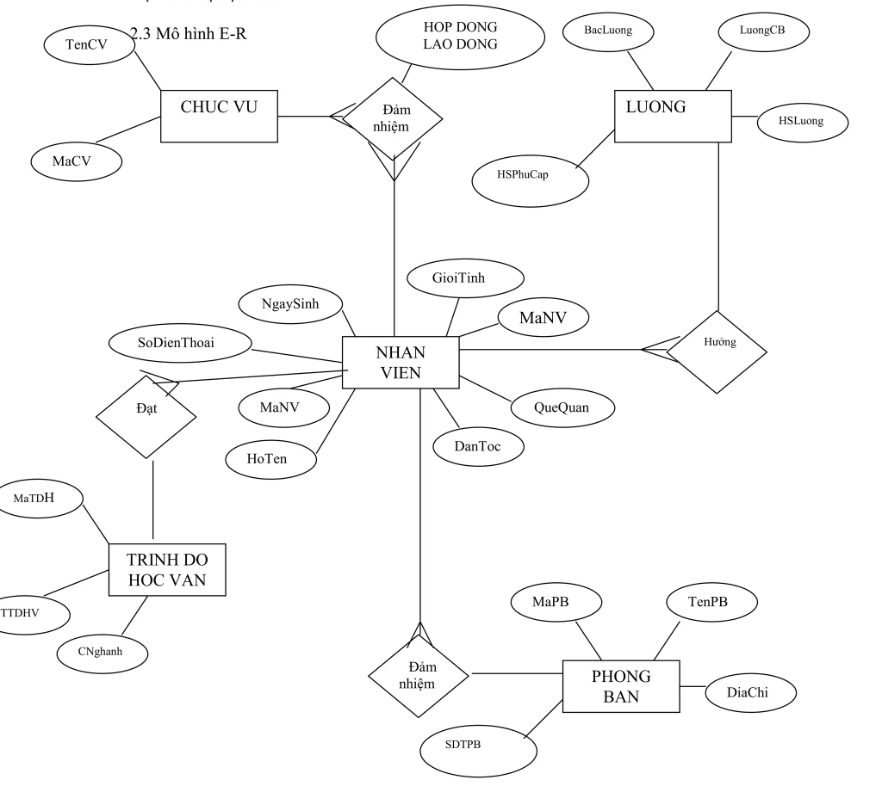 2.3 Mô hình E-R
HOP DONG
LAO DONG
TenCV
BacLuong
LuongCB
CHUC VU
Đảm
nhiệm
LUONG
HSLuong
MaCV
HSPhuCap
GioiTinh
NgaySinh
MaNV
SoDienThoai
NHAN
VIEN
Hưởng
Đạt
MaNV
QueQuan
DanToc
HoTen
MaTDH
TRINH DO
HOC VAN
TTDHV
CNghanh
MaPB
TenPB
Đảm
nhiệm
PHONG
BAN
DiaChi
SDTPB